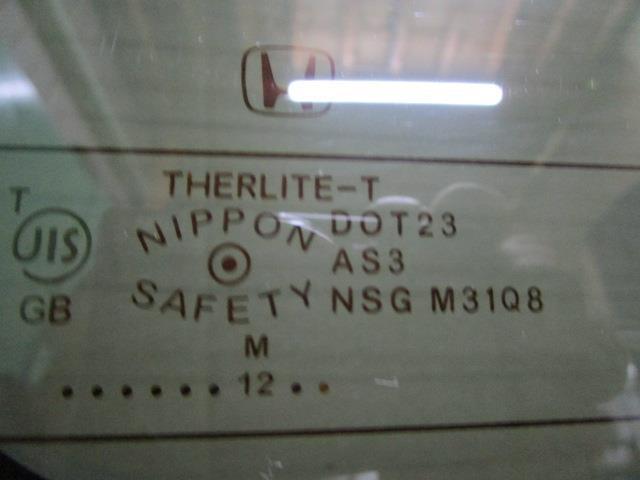 THERLITE-T
T
JIS
GB
NIPPON
SAFETY
DOT23
AS3
NSG M31Q8
M
••••••12••